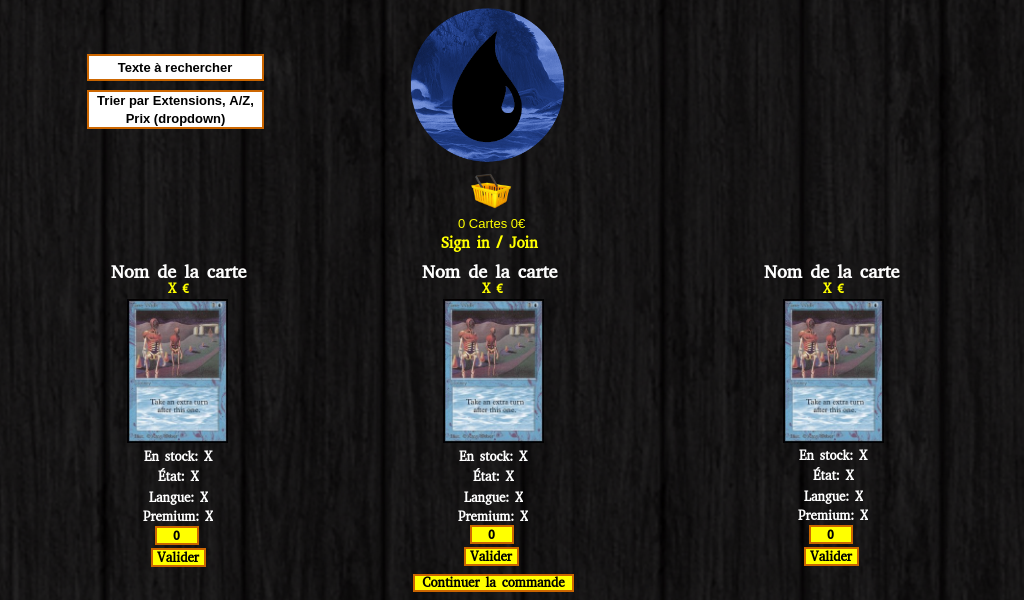 Texte à rechercher
Trier par Extensions, A/Z,
Prix (dropdown)
0 Cartes 0€
Sign in / Join
Nom de la carte
X €
Take an extra turn
after this one.
En stock: X
État: X
Langue: X
Premium: X
0
Valider
Nom de la carte
X €
Take an extra turn
after this one.
En stock: X
État: X
Langue: X
Premium: X
0
Valider
Nom de la carte
X €
Take an extra turn
after this one.
En stock: X
État: X
Langue: X
Premium: X
0
Valider
Continuer la commande